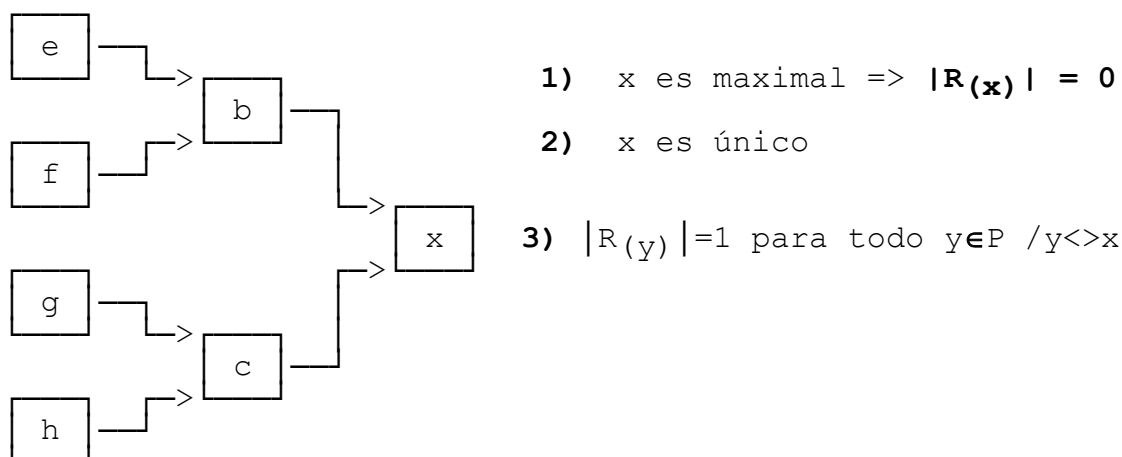 e
b
f
x
g
c
h
1) x es maximal => |R(x)| = 0
2) x es único
3) |R(y)|=1 para todo y∈P /y<>x